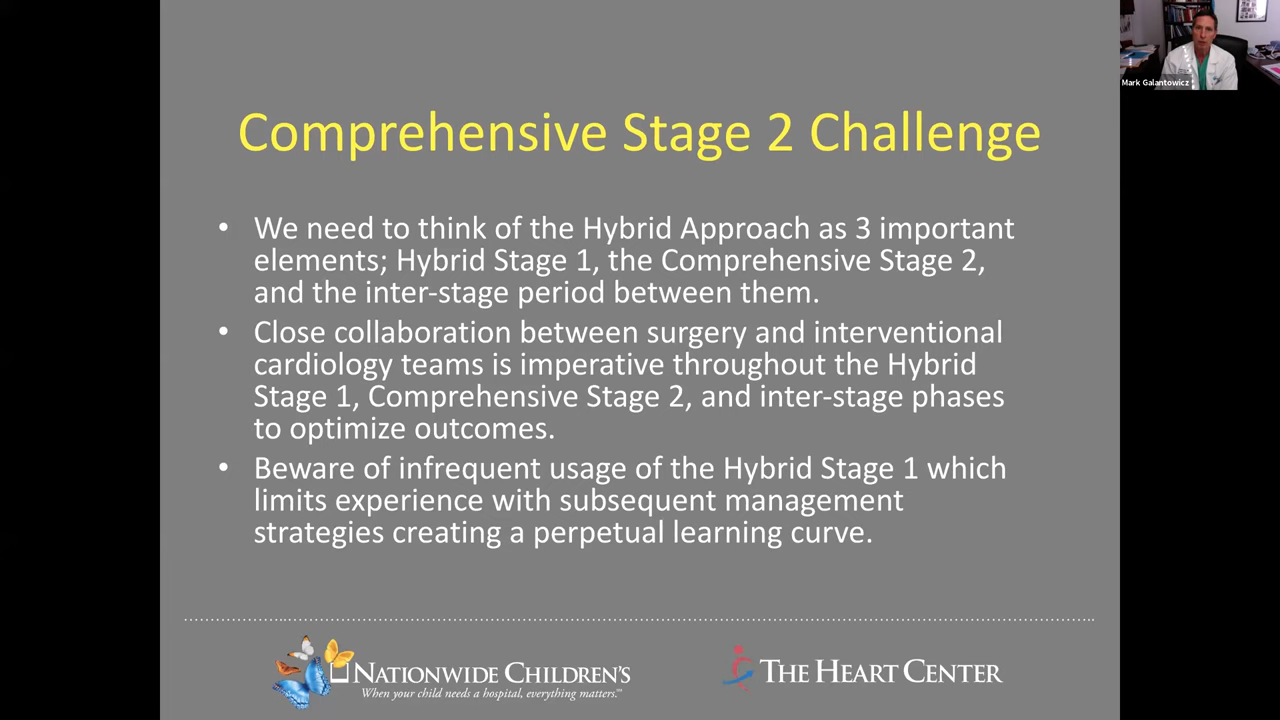 Mark Galantowicz
Comprehensive Stage 2 Challenge
• We need to think of the Hybrid Approach as 3 important
elements; Hybrid Stage 1, the Comprehensive Stage 2,
and the inter-stage period between them.
• Close collaboration between surgery and interventional
cardiology teams is imperative throughout the Hybrid
Stage 1, Comprehensive Stage 2, and inter-stage phases
to optimize outcomes.
• Beware of infrequent usage of the Hybrid Stage 1 which
limits experience with subsequent management
strategies creating a perpetual learning curve.
NATIONWIDE CHILDREN'S
When your child needs a hospital, everything matters.™
THE HEART CENTER